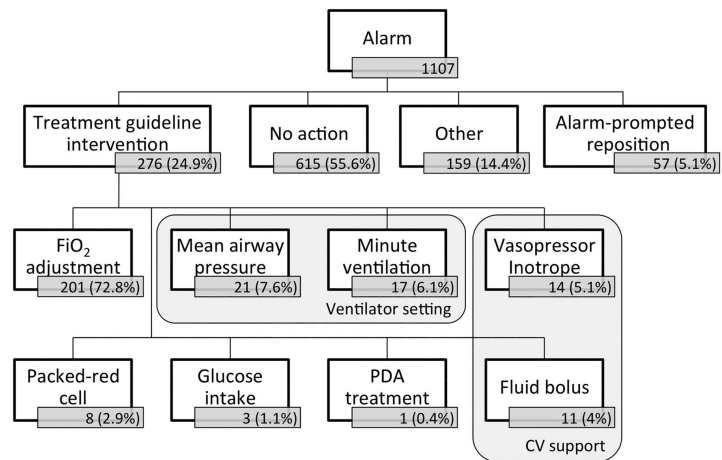 Alarm
1107
Treatment guideline
intervention
276 (24.9%)
No action
615 (55.6%)
Other
159 (14.4%)
Alarm-prompted
reposition
57 (5.1%)
FiO₂
adjustment
201 (72.8%)
Mean airway
pressure
21 (7.6%)
Minute
ventilation
17 (6.1%)
Ventilator setting
Vasopressor
Inotrope
14 (5.1%)
Packed-red
cell
8 (2.9%)
Glucose
intake
3 (1.1%)
PDA
treatment
1 (0.4%)
Fluid bolus
11 (4%)
CV support